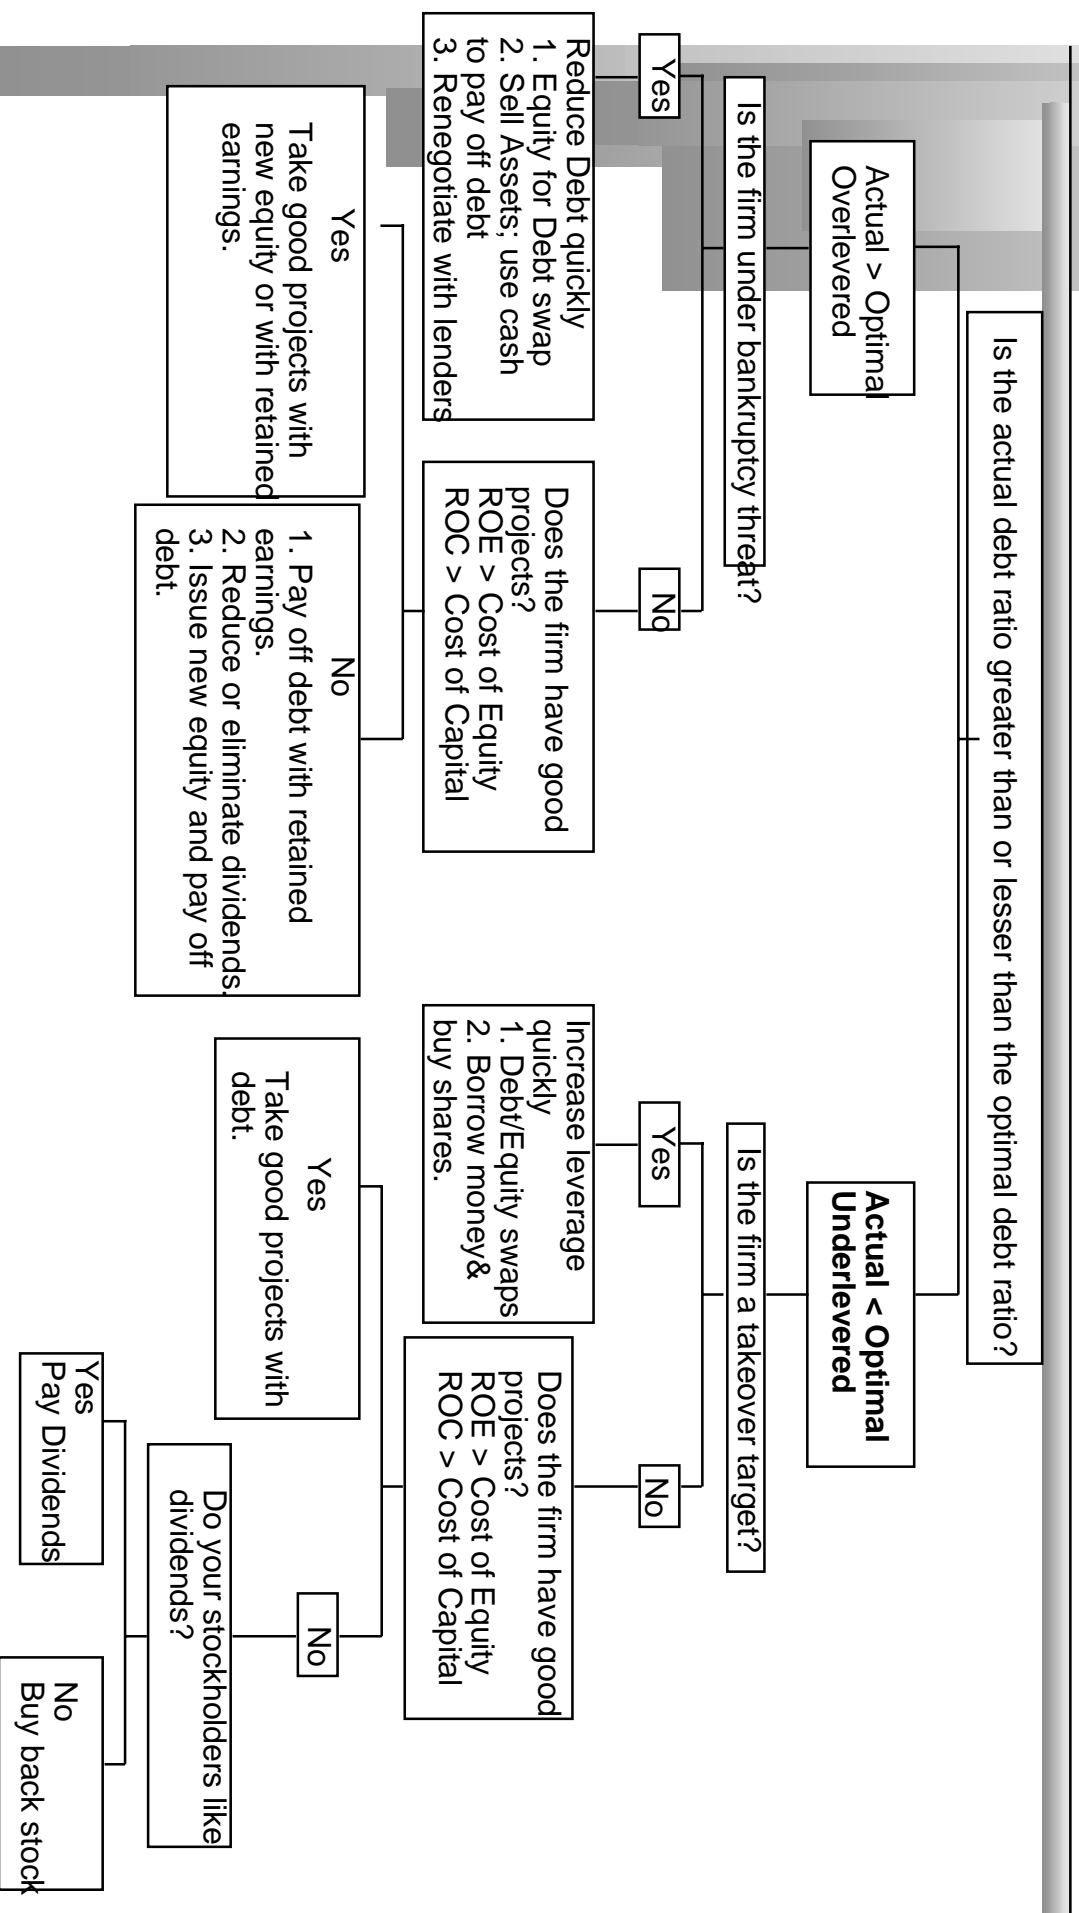 Is the actual debt ratio greater than or lesser than the optimal debt ratio?
Actual > Optimal
Overlevered
Actual < Optimal
Underlevered
Is the firm under bankruptcy threat?
Is the firm a takeover target?
Yes
No
Yes
No
Reduce Debt quickly
1. Equity for Debt swap
2. Sell Assets; use cash
to pay off debt
3. Renegotiate with lenders
Does the firm have good
projects?
ROE > Cost of Equity
ROC > Cost of Capital
Increase leverage
quickly
1. Debt/Equity swaps
2. Borrow money&
buy shares.
Does the firm have good
projects?
ROE > Cost of Equity
ROC > Cost of Capital
Yes
Take good projects with
new equity or with retained
earnings.
No
1. Pay off debt with retained
earnings.
2. Reduce or eliminate dividends.
3. Issue new equity and pay off
debt.
Yes
Take good projects with
debt.
No
Do your stockholders like
dividends?
Yes
Pay Dividends
No
Buy back stock